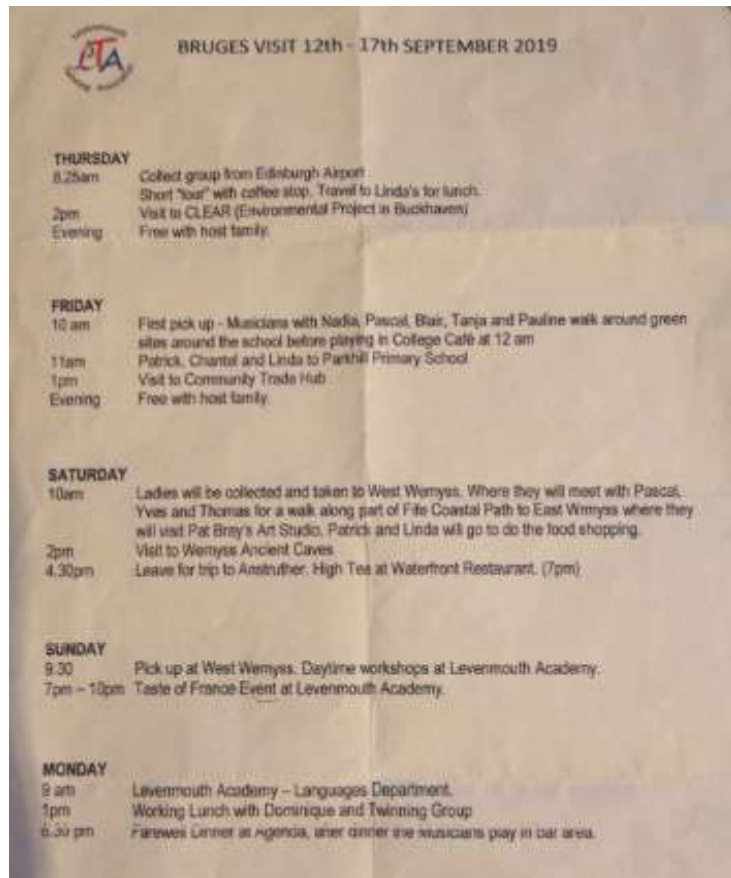 LTA
BRUGES VISIT 12th - 17th SEPTEMBER 2019
THURSDAY
8.25am Collect group from Edinburgh Airport
Short "tour" with coffee stop. Travel to Linda's for lunch.
2pm Visit to CLEAR (Environmental Project in Buckhaven)
Evening Free with host family.
FRIDAY
10 am First pick up - Musicians with Nadia, Pascal, Blair, Tanja and Pauline walk around green
sites around the school before playing in College Café at 12 am
11am Patrick, Chantal and Linda to Parkhill Primary School
1pm Visit to Community Trade Hub
Evening Free with host family.
SATURDAY
10am Ladies will be collected and taken to West Wemyss. Where they will meet with Pascal,
Yves and Thomas for a walk along part of Fife Coastal Path to East Wmyss where they
will visit Pat Bray's Art Studio. Patrick and Linda will go to do the food shopping.
2pm Visit to Wemyss Ancient Caves
4.30pm Leave for trip to Anstruther. High Tea at Waterfront Restaurant. (7pm)
SUNDAY
9.30 Pick up at West Wemyss. Daytime workshops at Levenmouth Academy.
7pm – 10pm Taste of France Event at Levenmouth Academy.
MONDAY
9 am Levenmouth Academy – Languages Department.
1pm Working Lunch with Dominique and Twinning Group
6.30 pm Farewell Dinner at Agenda, after dinner the musicians play in bar area.